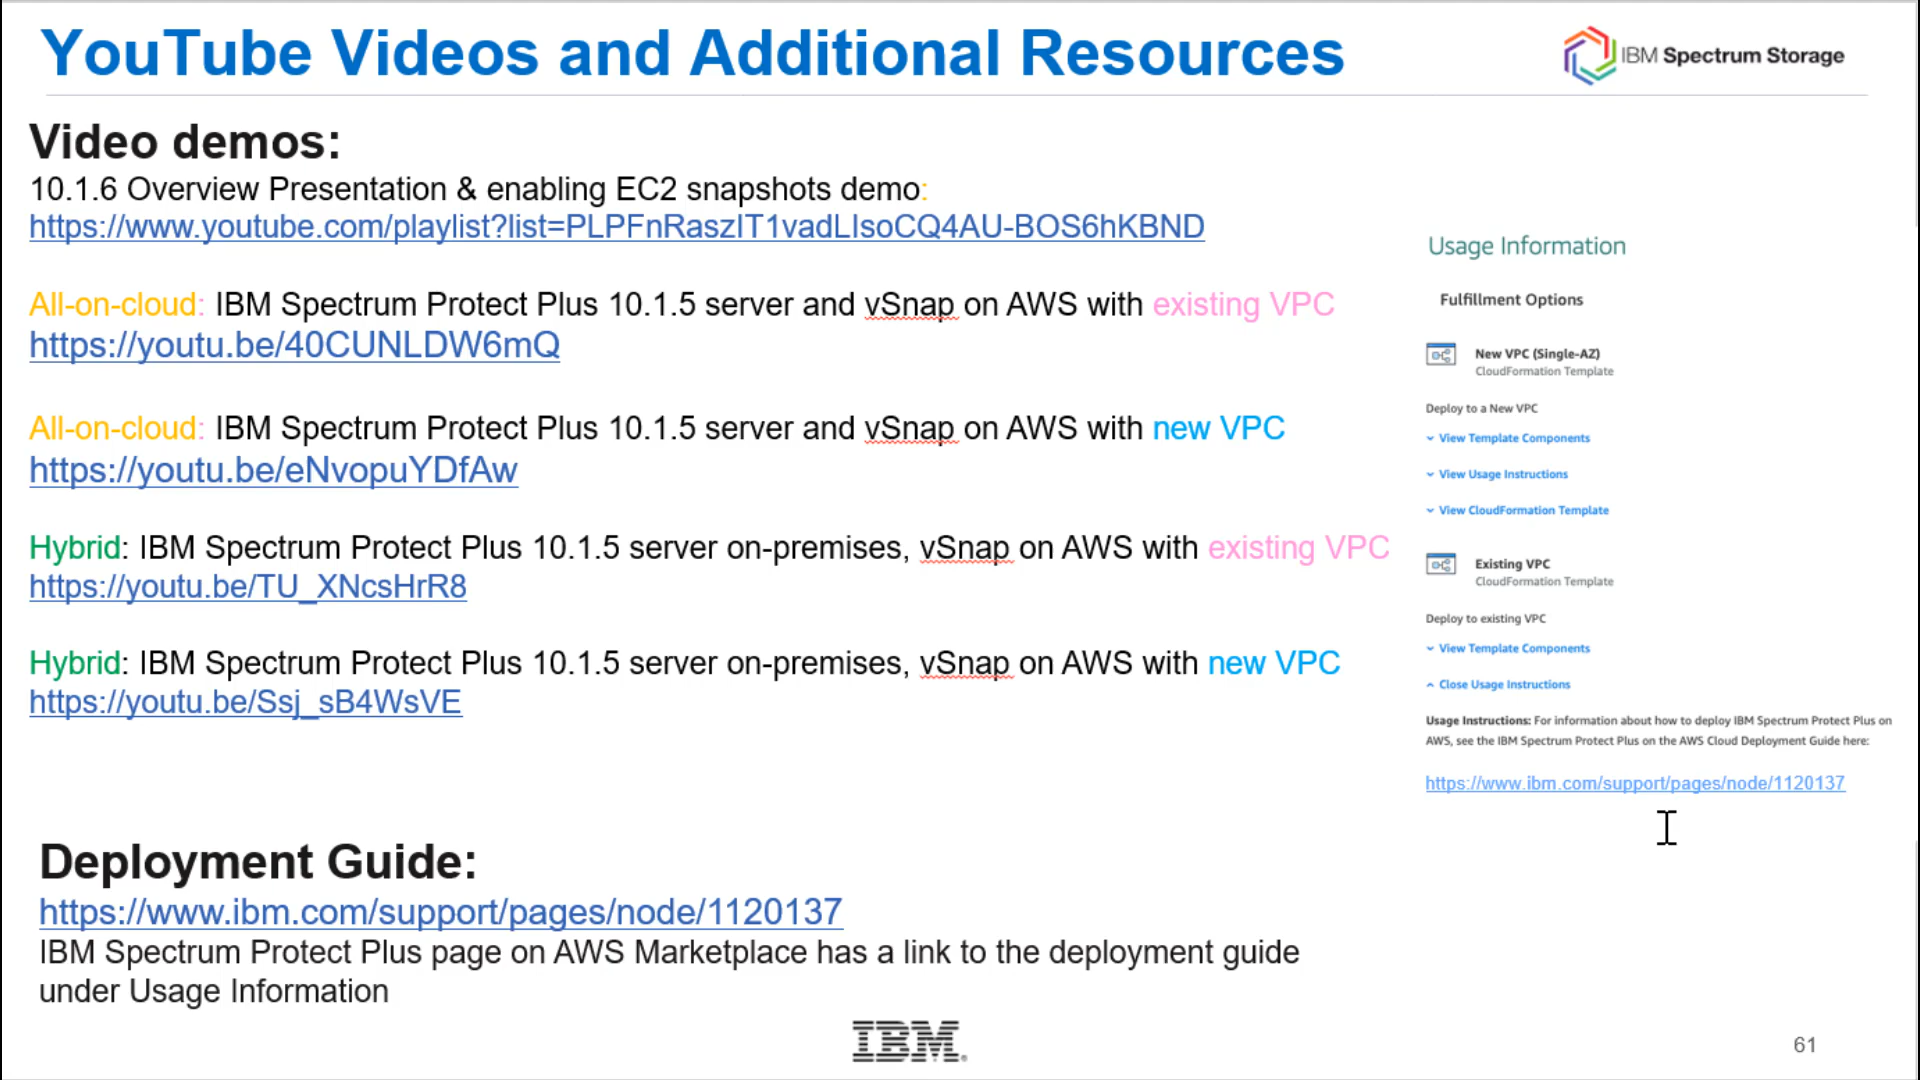 YouTube Videos and Additional Resources
IBM Spectrum Storage
Video demos:
10.1.6 Overview Presentation & enabling EC2 snapshots demo:
https://www.youtube.com/playlist?list=PLPFnRaszIT1vadLIsoCQ4AU-BOS6hKBND
All-on-cloud: IBM Spectrum Protect Plus 10.1.5 server and vSnap on AWS with existing VPC
https://youtu.be/40CUNLDW6mQ
All-on-cloud: IBM Spectrum Protect Plus 10.1.5 server and vSnap on AWS with new VPC
https://youtu.be/eNvopuYDfAw
Hybrid: IBM Spectrum Protect Plus 10.1.5 server on-premises, vSnap on AWS with existing VPC
https://youtu.be/TU_XNcsHrR8
Hybrid: IBM Spectrum Protect Plus 10.1.5 server on-premises, vSnap on AWS with new VPC
https://youtu.be/Ssj_sB4WsVE
Usage Information
Fulfillment Options
New VPC (Single-AZ)
CloudFormation Template
Deploy to a New VPC
View Template Components
View Usage Instructions
View CloudFormation Template
Existing VPC
CloudFormation Template
Deploy to existing VPC
View Template Components
Close Usage Instructions
Usage Instructions: For information about how to deploy IBM Spectrum Protect Plus on
AWS, see the IBM Spectrum Protect Plus on the AWS Cloud Deployment Guide here:
https://www.ibm.com/support/pages/node/1120137
Deployment Guide:
https://www.ibm.com/support/pages/node/1120137
IBM Spectrum Protect Plus page on AWS Marketplace has a link to the deployment guide
under Usage Information
IBM®
61